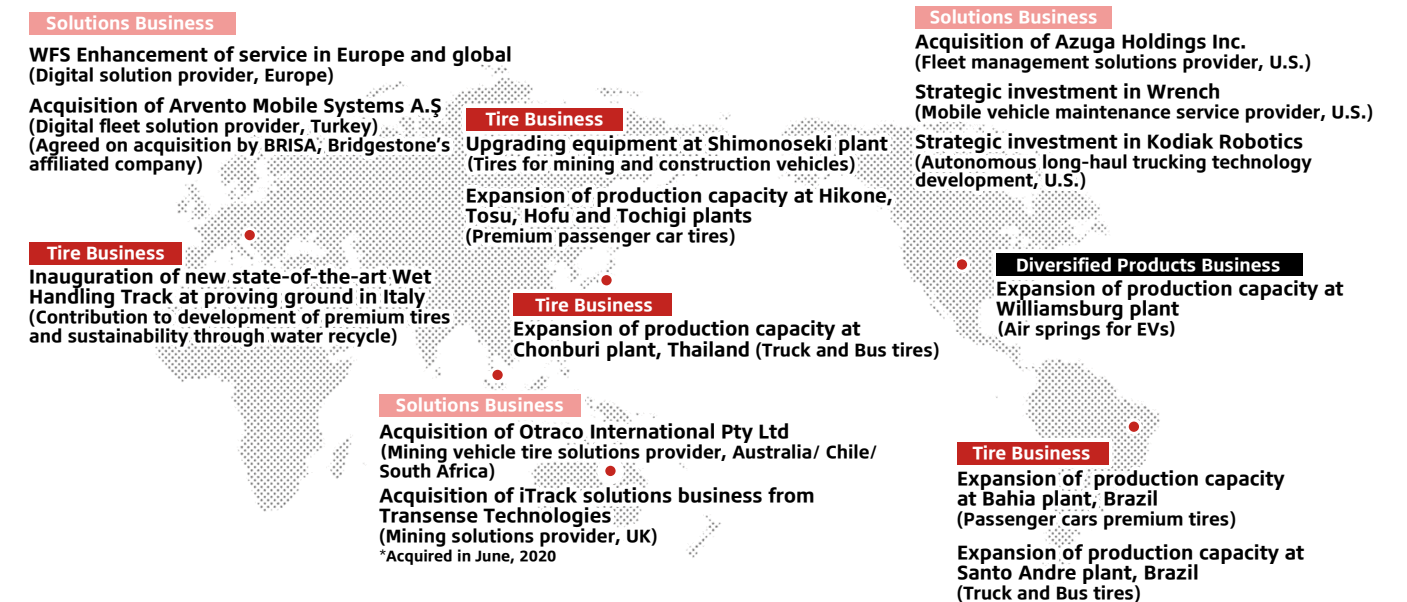 Solutions Business
WFS Enhancement of service in Europe and global
(Digital solution provider, Europe)
Acquisition of Arvento Mobile Systems A.Ş
(Digital fleet solution provider, Turkey)
(Agreed on acquisition by BRISA, Bridgestone's
affiliated company)
Tire Business
Inauguration of new state-of-the-art Wet
Handling Track at proving ground in Italy
(Contribution to development of premium tires
and sustainability through water recycle)
Tire Business
Upgrading equipment at Shimonoseki plant
(Tires for mining and construction vehicles)
Expansion of production capacity at Hikone,
Tosu, Hofu and Tochigi plants
(Premium passenger car tires)
Tire Business
Expansion of production capacity at
Chonburi plant, Thailand (Truck and Bus tires)
Solutions Business
Acquisition of Otraco International Pty Ltd
(Mining vehicle tire solutions provider, Australia/ Chile/
South Africa)
Acquisition of iTrack solutions business from
Transense Technologies
(Mining solutions provider, UK)
*Acquired in June, 2020
Solutions Business
Acquisition of Azuga Holdings Inc.
(Fleet management solutions provider, U.S.)
Strategic investment in Wrench
(Mobile vehicle maintenance service provider, U.S.)
Strategic investment in Kodiak Robotics
(Autonomous long-haul trucking technology
development, U.S.)
Diversified Products Business
Expansion of production capacity at
Williamsburg plant
(Air springs for EVs)
Tire Business
Expansion of production capacity
at Bahia plant, Brazil
(Passenger cars premium tires)
Expansion of production capacity at
Santo Andre plant, Brazil
(Truck and Bus tires)